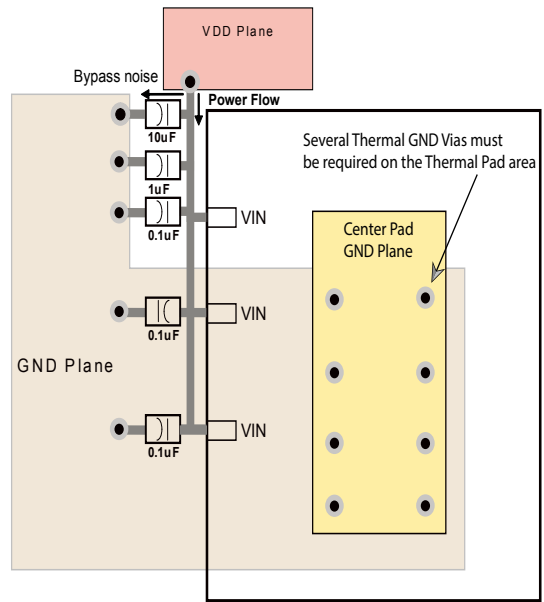 VDD Plane
Bypass noise
Power Flow
10uF
Several Thermal GND Vias must
be required on the Thermal Pad area
1uF
0.1uF
VIN
Center Pad
GND Plane
VIN
0.1uF
GND Plane
VIN
0.1uF